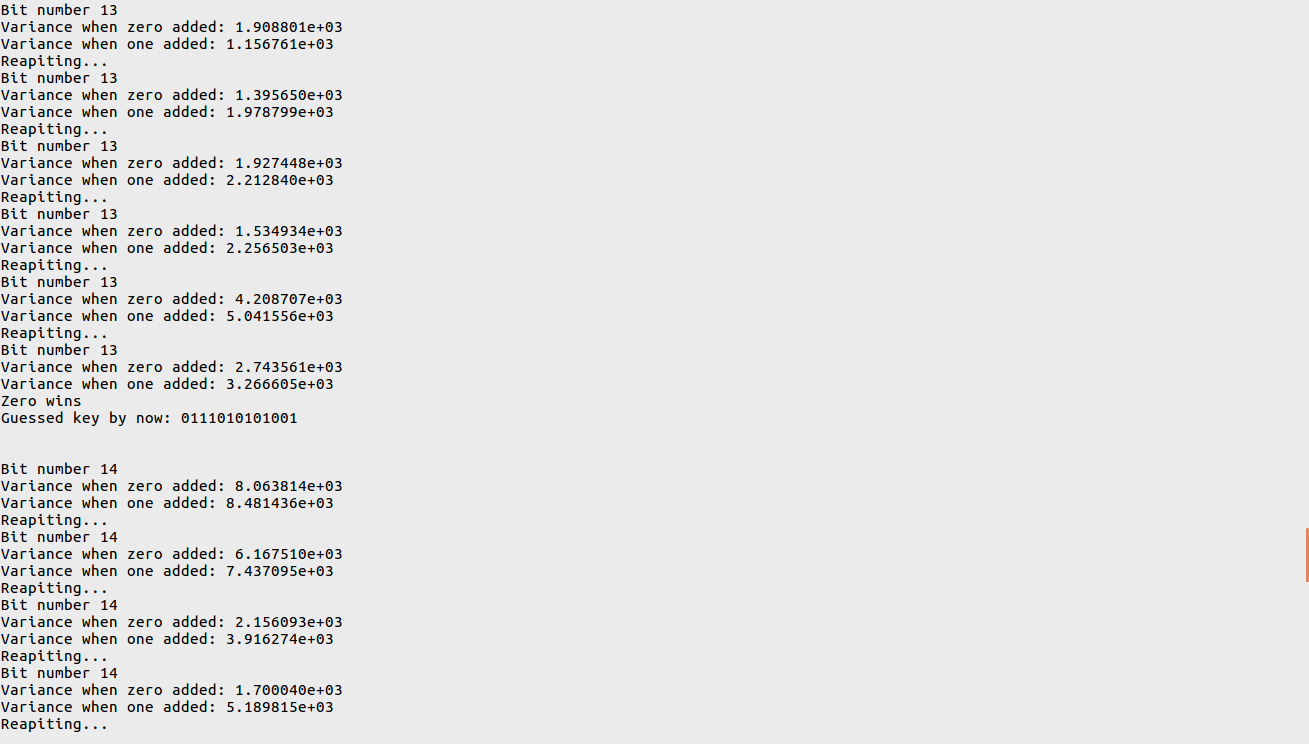 Bit number 13
Variance when zero added: 1.908801e+03
Variance when one added: 1.156761e+03
Reapiting...
Bit number 13
Variance when zero added: 1.395650e+03
Variance when one added: 1.978799e+03
Reapiting...
Bit number 13
Variance when zero added: 1.927448e+03
Variance when one added: 2.212840e+03
Reapiting...
Bit number 13
Variance when zero added: 1.534934e+03
Variance when one added: 2.256503e+03
Reapiting...
Bit number 13
Variance when zero added: 4.208707e+03
Variance when one added: 5.041556e+03
Reapiting...
Bit number 13
Variance when zero added: 2.743561e+03
Variance when one added: 3.266605e+03
Zero wins
Guessed key by now: 0111010101001
Bit number 14
Variance when zero added: 8.063814e+03
Variance when one added: 8.481436e+03
Reapiting...
Bit number 14
Variance when zero added: 6.167510e+03
Variance when one added: 7.437095e+03
Reapiting...
Bit number 14
Variance when zero added: 2.156093e+03
Variance when one added: 3.916274e+03
Reapiting...
Bit number 14
Variance when zero added: 1.700040e+03
Variance when one added: 5.189815e+03
Reapiting...